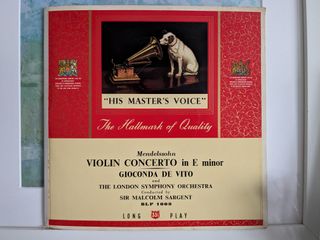 "HIS MASTER'S VOICE"
The Hallmark of Quality
Mendelssohn
VIOLIN CONCERTO in E minor
GIOCONDA DE VITO
and
THE LONDON SYMPHONY ORCHESTRA
Conducted by
SIR MALCOLM SARGENT
BLP 1008
LONG PLAY